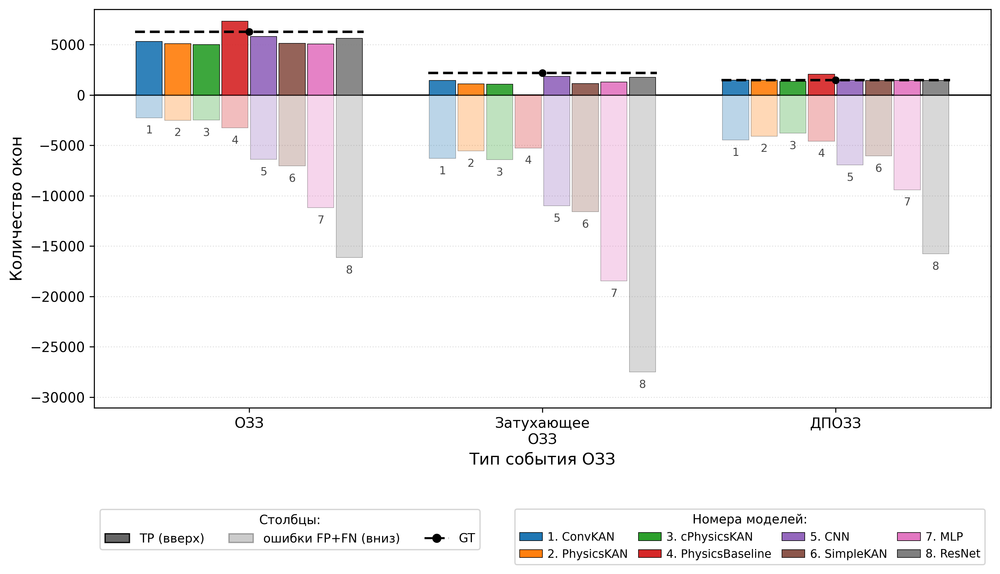 Количество окон
5000
0
−5000
−10000
−15000
−20000
−25000
−30000
1
2
3
4
5
6
7
8
1
2
3
4
5
6
7
8
1
2
3
4
5
6
7
8
ОЗЗ
Затухающее
ОЗЗ
ДПОЗЗ
Тип события ОЗЗ
Столбцы:
TP (вверх)
ошибки FP+FN (вниз)
GT
Номера моделей:
1. ConvKAN
2. PhysicsKAN
3. cPhysicsKAN
4. PhysicsBaseline
5. CNN
6. SimpleKAN
7. MLP
8. ResNet